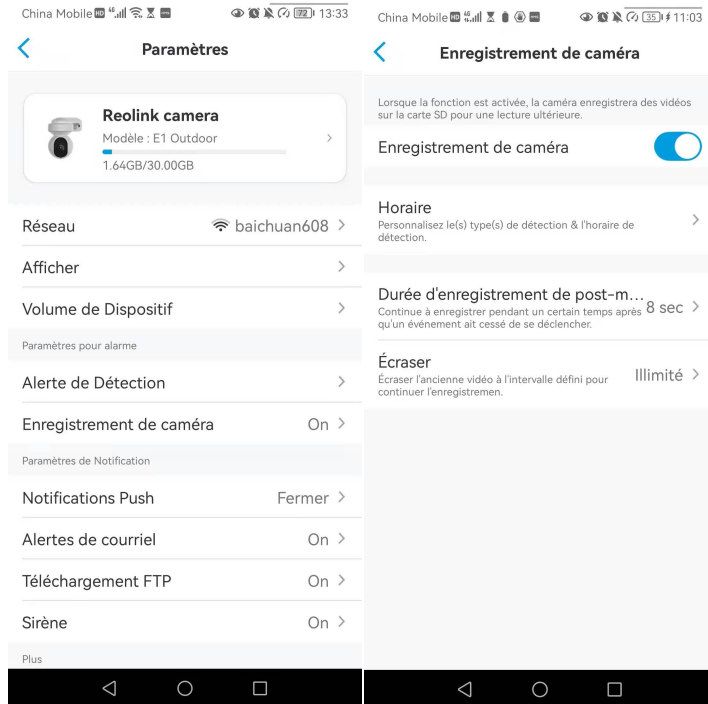 China Mobile HD 4G 72 13:33
Paramètres
Reolink camera
Modèle : E1 Outdoor
1.64GB/30.00GB
Réseau baichuan608
Afficher
Volume de Dispositif
Paramètres pour alarme
Alerte de Détection
Enregistrement de caméra On
Paramètres de Notification
Notifications Push Fermer
Alertes de courriel On
Téléchargement FTP On
Sirène On
Plus
China Mobile HD 4G 35 11:03
Enregistrement de caméra
Lorsque la fonction est activée, la caméra enregistrera des vidéos
sur la carte SD pour une lecture ultérieure.
Enregistrement de caméra
Horaire
Personnalisez le(s) type(s) de détection & l'horaire de
détection.
Durée d'enregistrement de post-m... 8 sec
Continue à enregistrer pendant un certain temps après
qu'un événement ait cessé de se déclencher.
Écraser Illimité
Écraser l'ancienne vidéo à l'intervalle défini pour
continuer l'enregistremen.